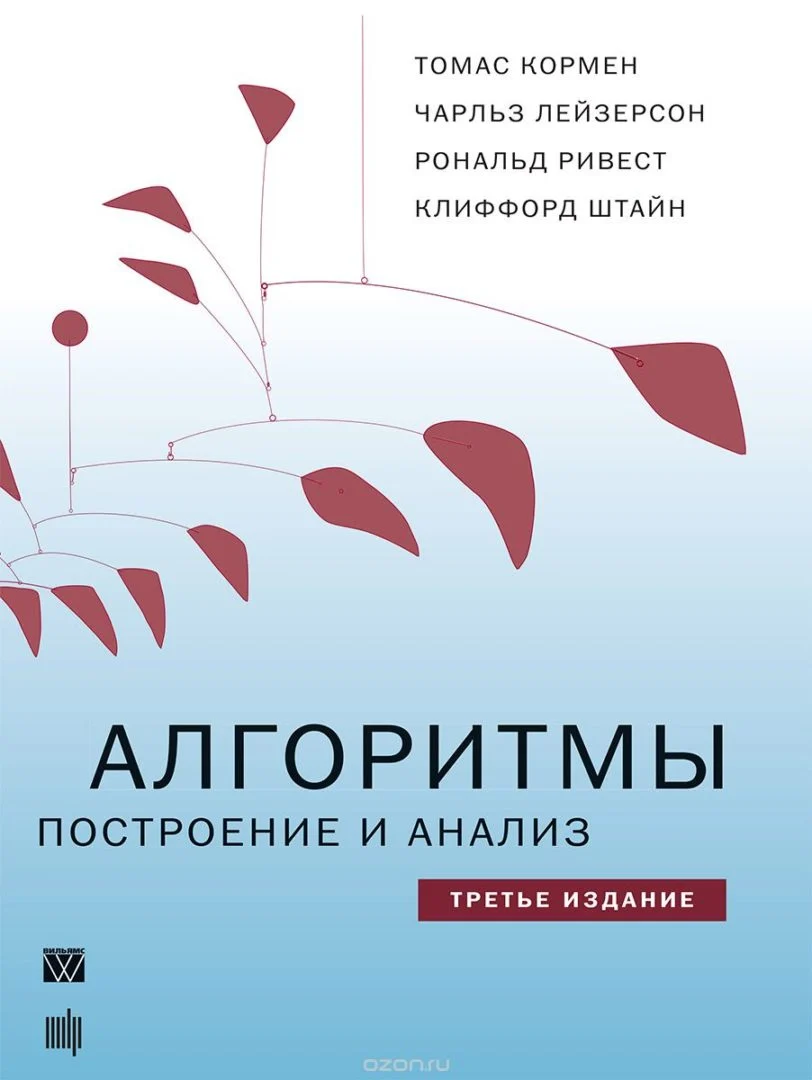 ТОМАС КОРМЕН
ЧАРЛЬЗ ЛЕЙЗЕРСОН
РОНАЛЬД РИВЕСТ
КЛИФФОРД ШТАЙН
АЛГОРИТМЫ
ПОСТРОЕНИЕ И АНАЛИЗ
ТРЕТЬЕ ИЗДАНИЕ
ВИЛЬЯМС
W
ozon.ru